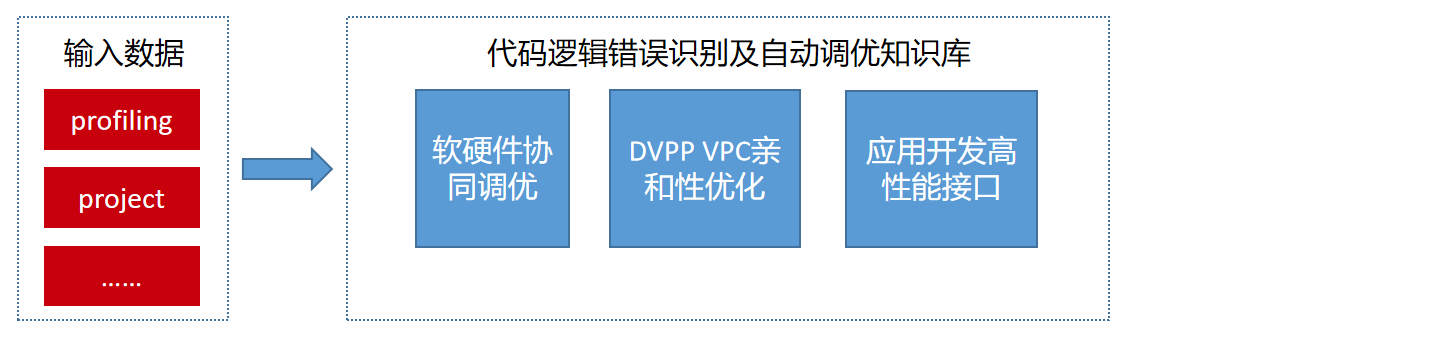 输入数据
profiling
project
……
代码逻辑错误识别及自动调优知识库
软硬件协
同调优
DVPP VPC亲
和性优化
应用开发高
性能接口